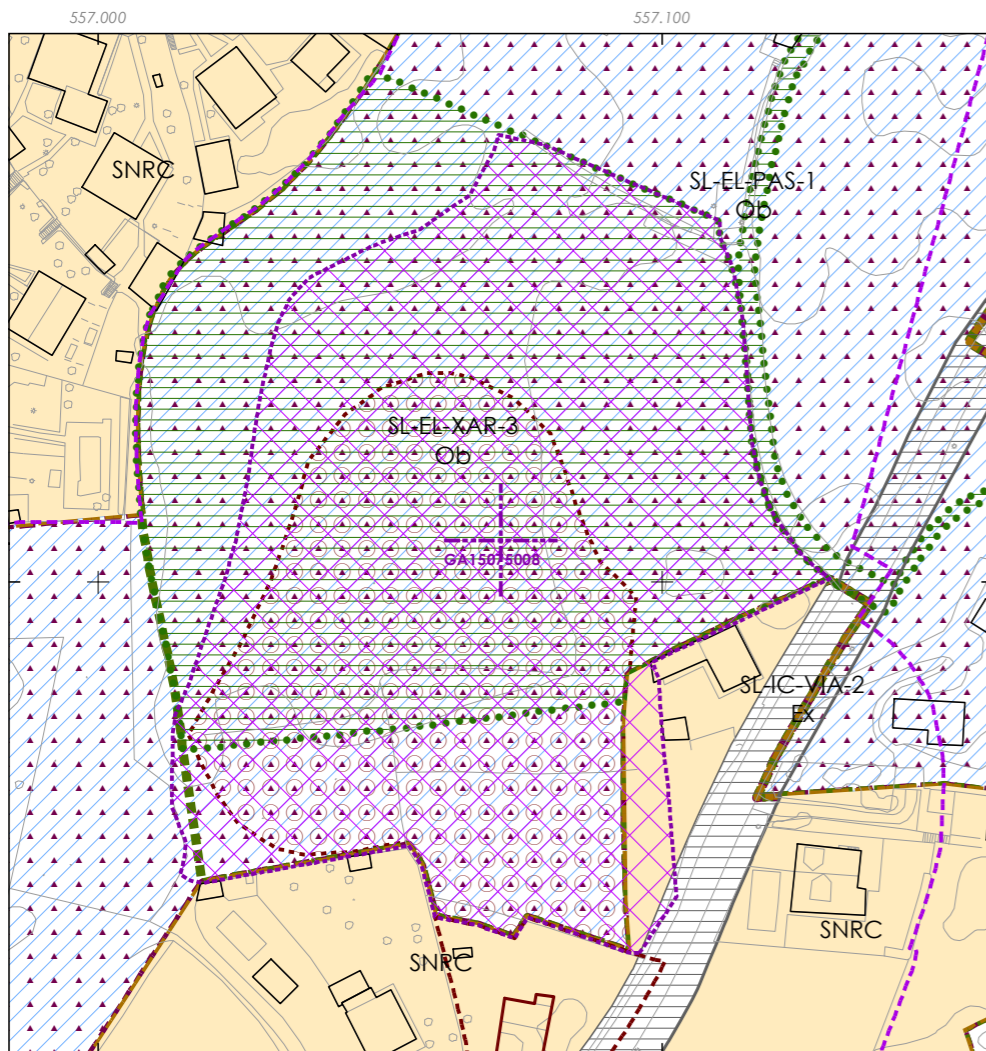 557.000
557.100
SNRC
SL-EL-PAS-1
Ob
SL-EL-XAR-3
Ob
GA15075008
SL-IC-VIA-2
Ex
SNRC
SNRC